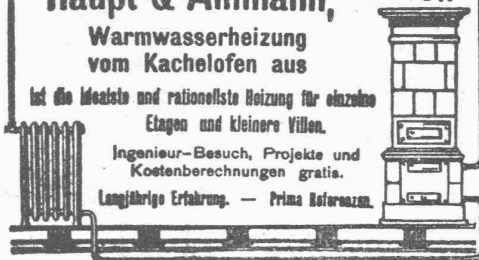 Haupt &
Warmwasserheizung
vom Kachelofen aus
ist die idealste und rationellste Heizung für einzelne
Etagen und kleinere Villen.
Ingenieur-Besuch, Projekte und
Kostenberechnungen gratis.
Langjährige Erfahrung. — Prima Referenzen.